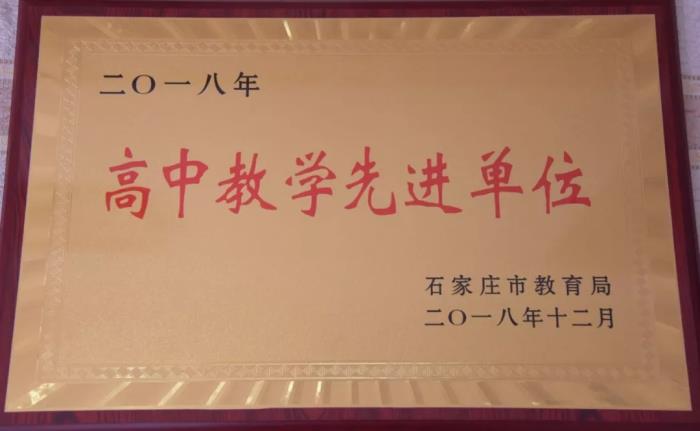 二〇一八年
高中教学先进单位
石家庄市教育局
二〇一八年十二月